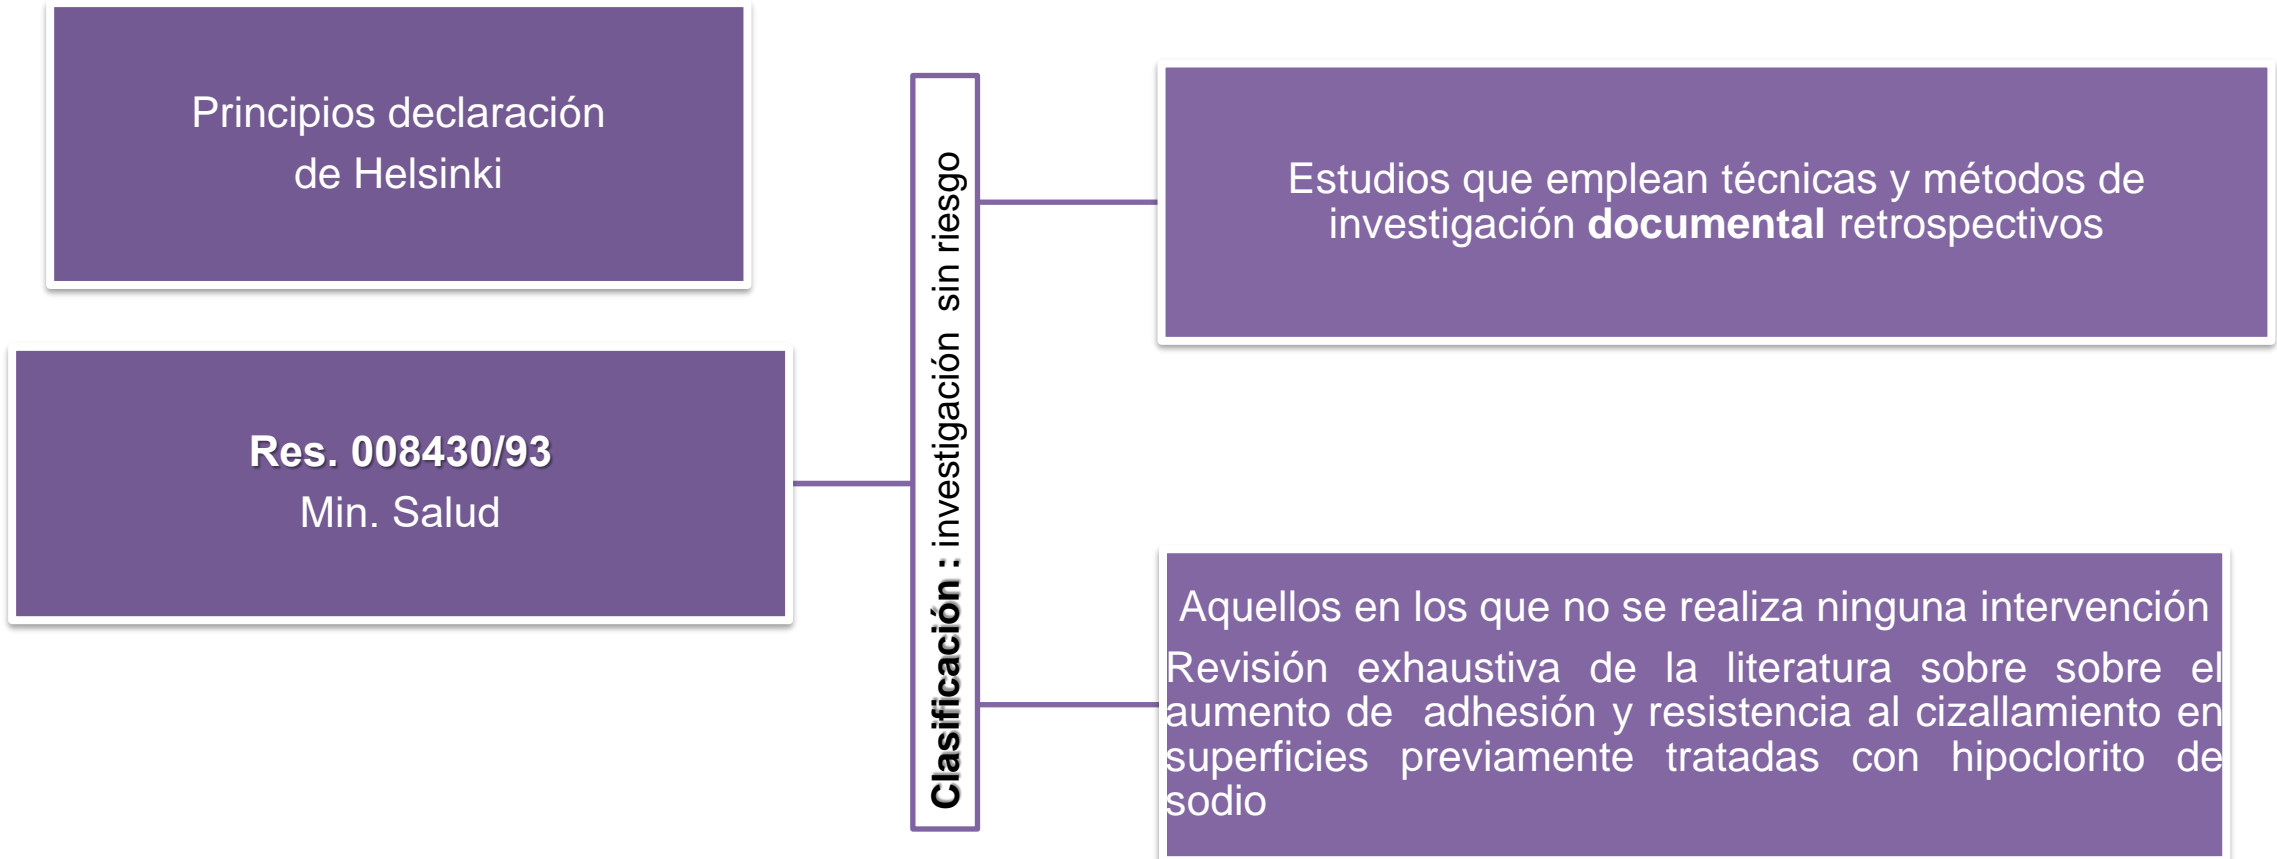 Principios declaración
de Helsinki
Res. 008430/93
Min. Salud
Clasificación : investigación sin riesgo
Estudios que emplean técnicas y métodos de
investigación documental retrospectivos
Aquellos en los que no se realiza ninguna intervención
Revisión exhaustiva de la literatura sobre sobre el
aumento de adhesión y resistencia al cizallamiento en
superficies previamente tratadas con hipoclorito de
sodio